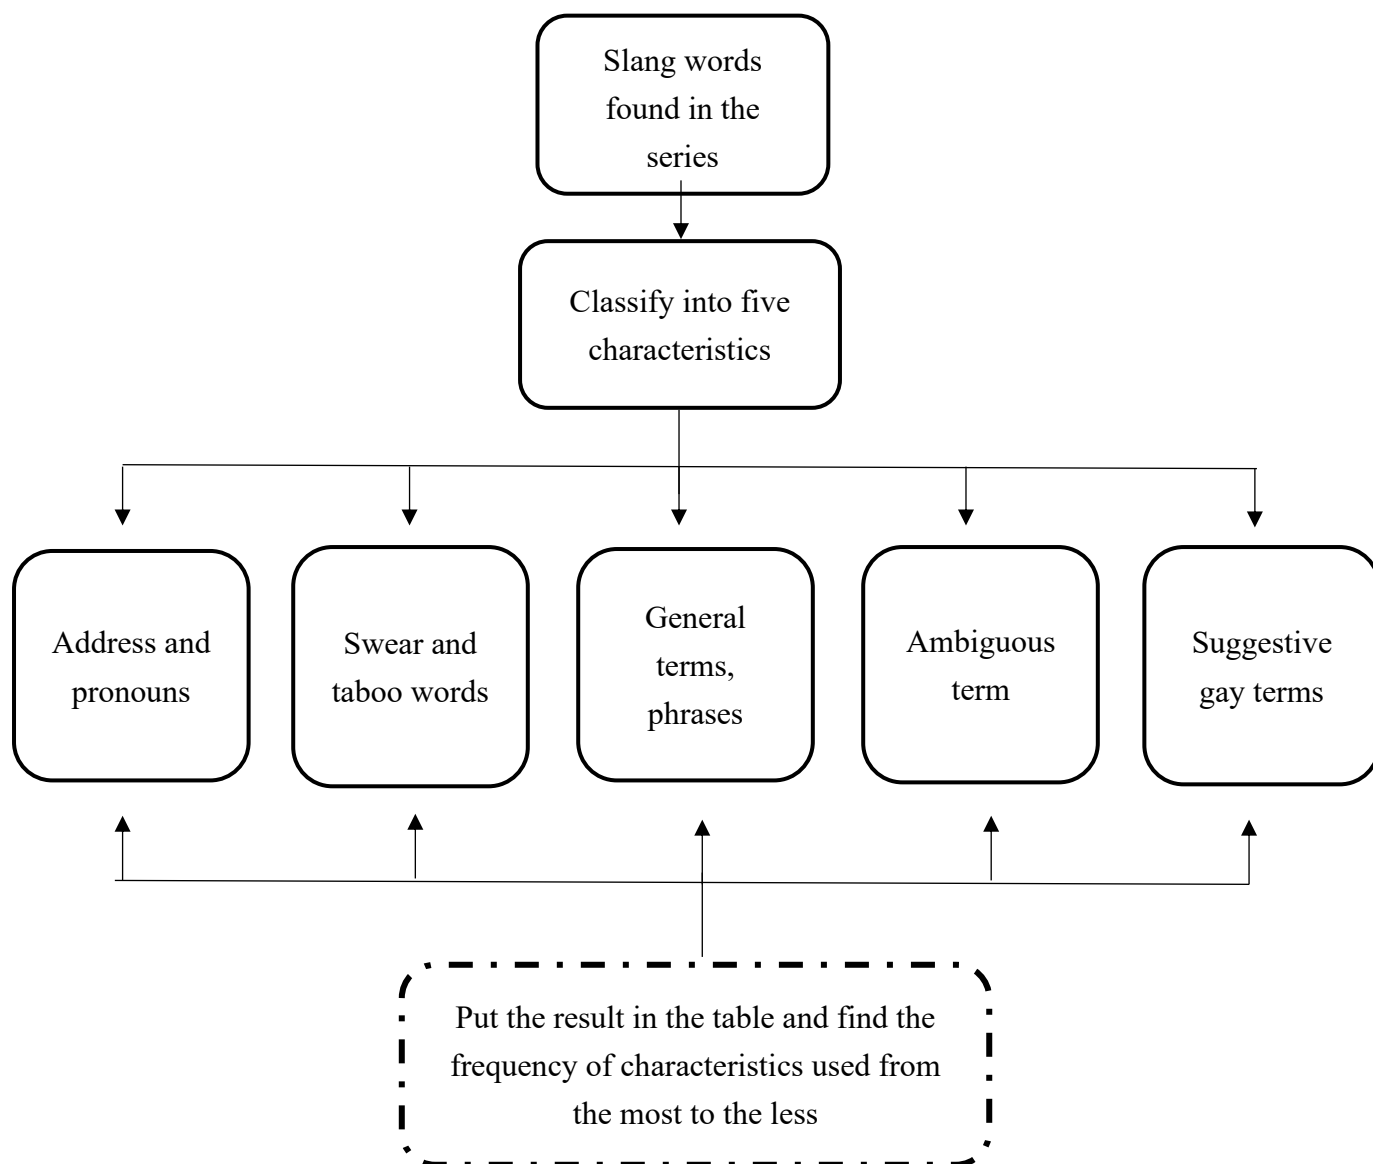 Slang words
found in the
series
Classify into five
characteristics
Address and
pronouns
Swear and
taboo words
General
terms,
phrases
Ambiguous
term
Suggestive
gay terms
Put the result in the table and find the
frequency of characteristics used from
the most to the less